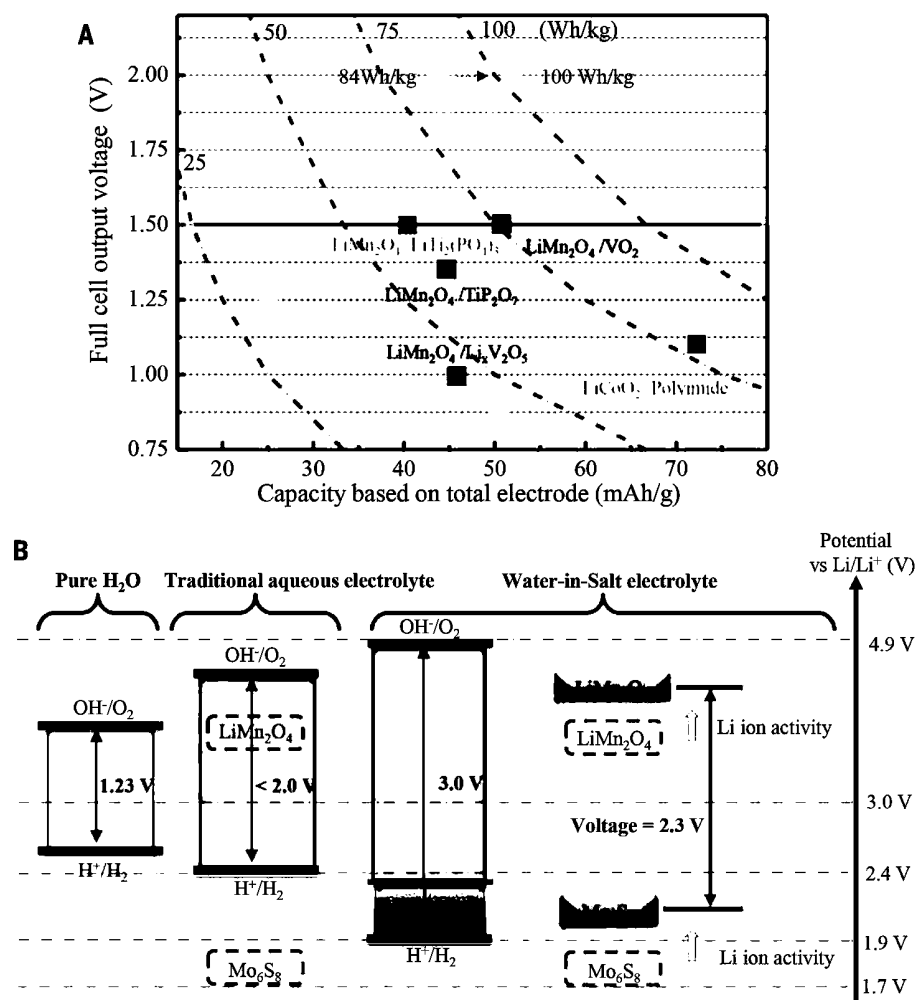 A
50
75
100 (Wh/kg)
84Wh/kg
100 Wh/kg
25
Full cell output voltage (V)
2.00
1.75
1.50
1.25
1.00
0.75
LiMn₂O₄/VO₂
LiMn₂O₄/TiP₂O₇
LiMn₂O₄/LiₓV₂O₅
LiCoO₂ Polyimide
20 30 40 50 60 70 80
Capacity based on total electrode (mAh/g)
B
Potential
vs Li/Li⁺ (V)
Pure H₂O Traditional aqueous electrolyte Water-in-Salt electrolyte
OH⁻/O₂
4.9 V
OH⁻/O₂
OH⁻/O₂
LiMn₂O₄
LiMn₂O₄
Li ion activity
1.23 V
< 2.0 V
3.0 V
3.0 V
Voltage = 2.3 V
H⁺/H₂
H⁺/H₂
2.4 V
H⁺/H₂
1.9 V
Li ion activity
Mo₆S₈
Mo₆S₈
1.7 V